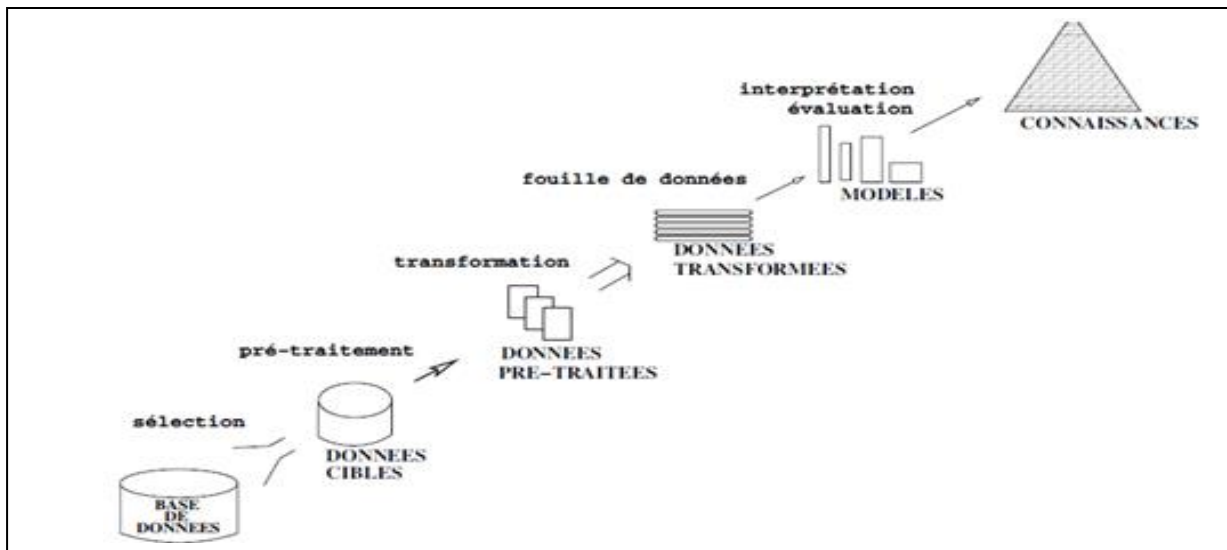 interprétation
évaluation
CONNAISSANCES
fouille de données
MODELES
transformation
DONNEES
TRANSFORMEES
pré-traitement
DONNEES
PRE-TRAITEES
sélection
DONNEES
CIBLES
BASE
DE
DONNEES